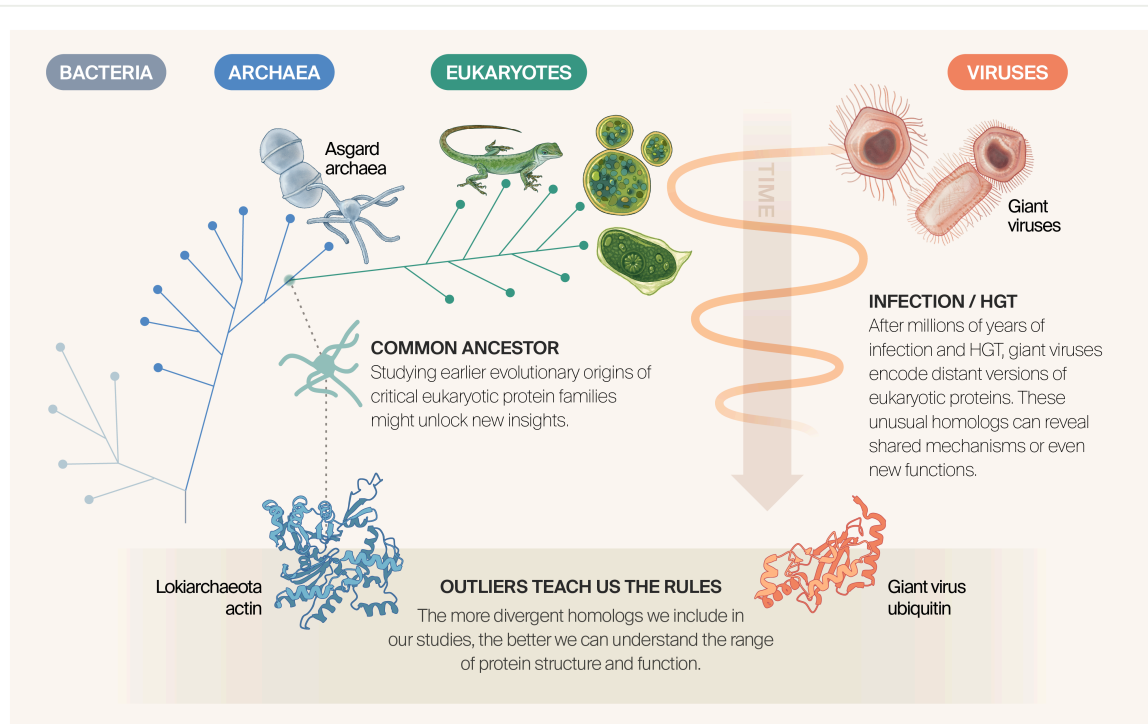 BACTERIA
ARCHAEA
EUKARYOTES
VIRUSES
Asgard
archaea
TIME
Giant
viruses
INFECTION / HGT
After millions of years of
infection and HGT, giant viruses
encode distant versions of
eukaryotic proteins. These
unusual homologs can reveal
shared mechanisms or even
new functions.
COMMON ANCESTOR
Studying earlier evolutionary origins of
critical eukaryotic protein families
might unlock new insights.
Lokiarchaeota
actin
OUTLIERS TEACH US THE RULES
The more divergent homologs we include in
our studies, the better we can understand the range
of protein structure and function.
Giant virus
ubiquitin